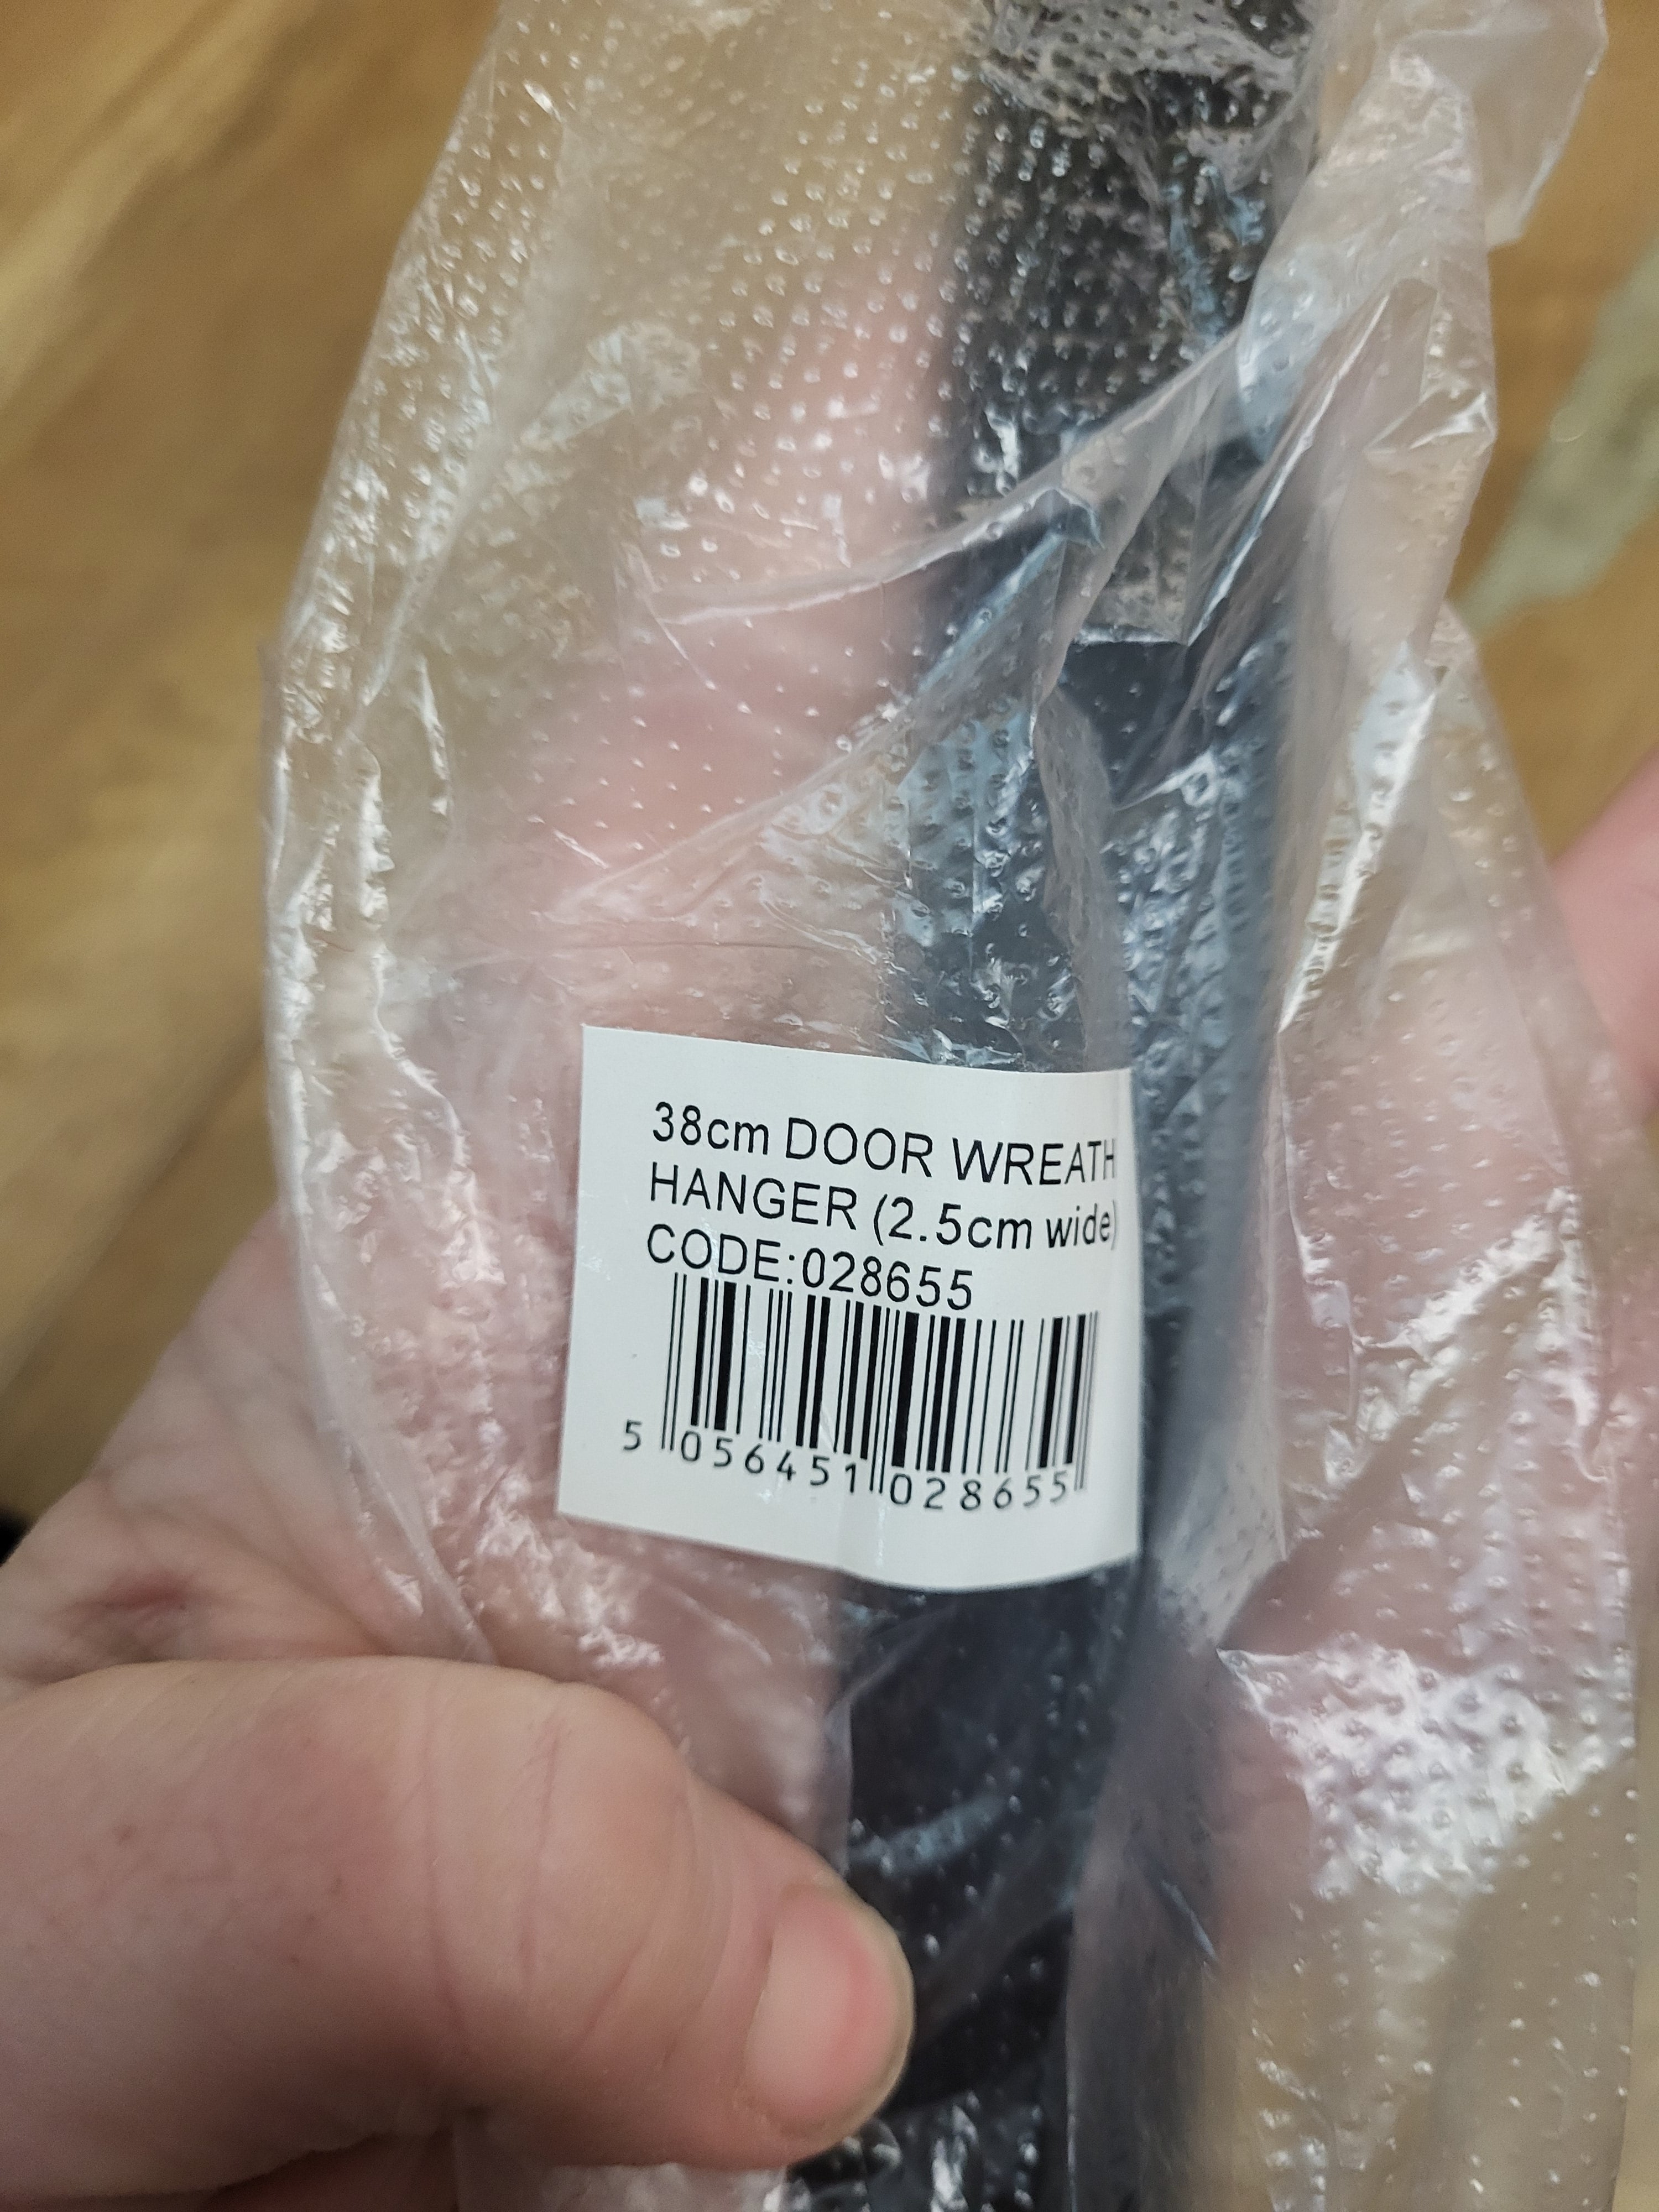 38cm DOOR WREATH
HANGER (2.5cm wide)
CODE:028655
5 056451 028655